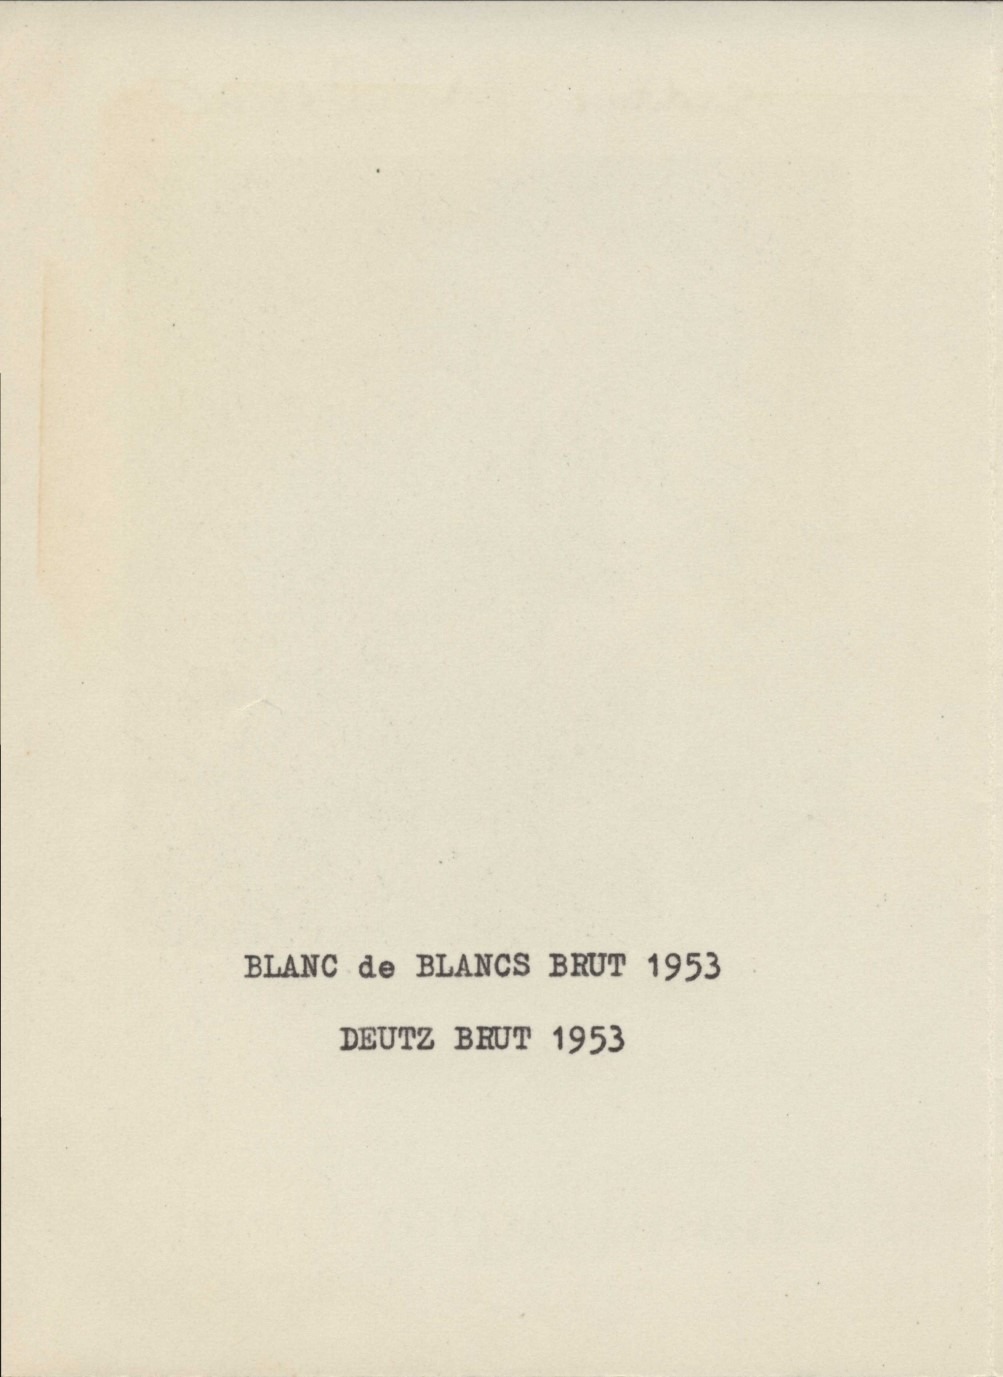 BLANC de BLANCS BRUT 1953
DEUTZ BRUT 1953